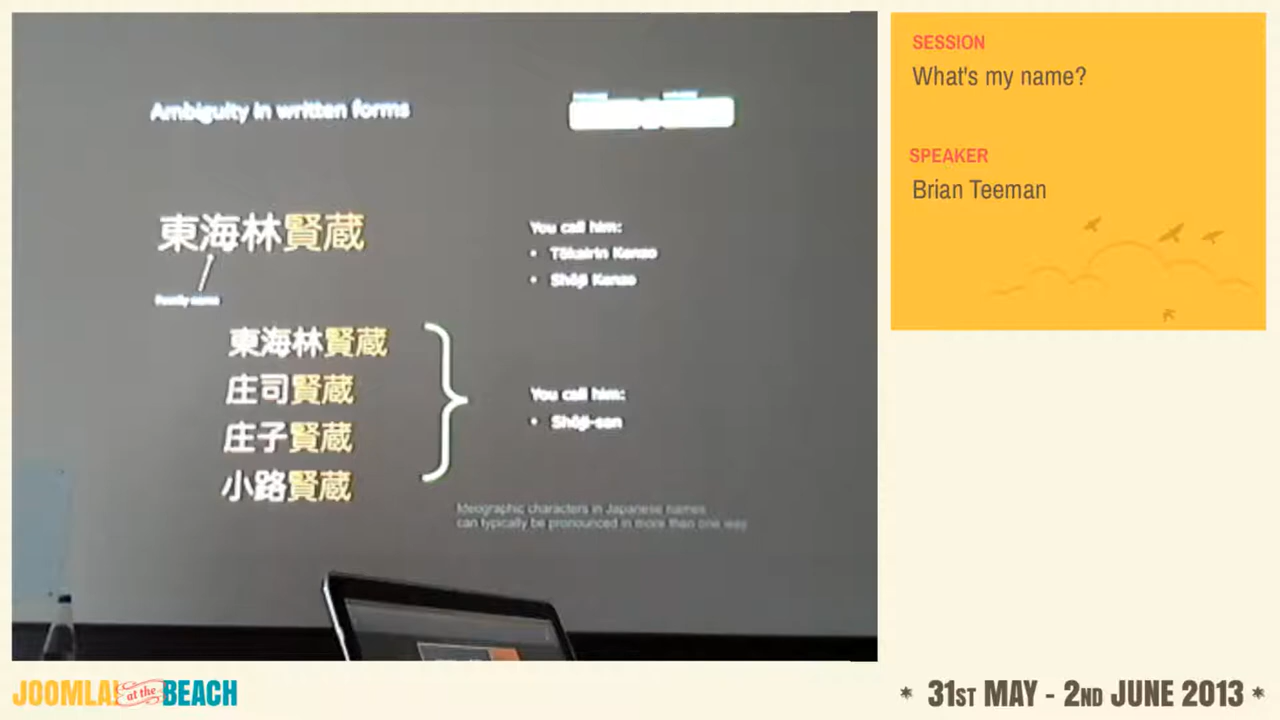 Ambiguity in written forms
東海林賢蔵
Family name
You call him:
• Tōkairin Kenzo
• Shōji Kenzo
東海林賢蔵
庄司賢蔵
庄子賢蔵
小路賢蔵
You call him:
• Shōji-san
Ideographic characters in Japanese names
can typically be pronounced in more than one way
SESSION
What's my name?
SPEAKER
Brian Teeman
JOOMLA! at the BEACH
* 31ST MAY - 2ND JUNE 2013 *